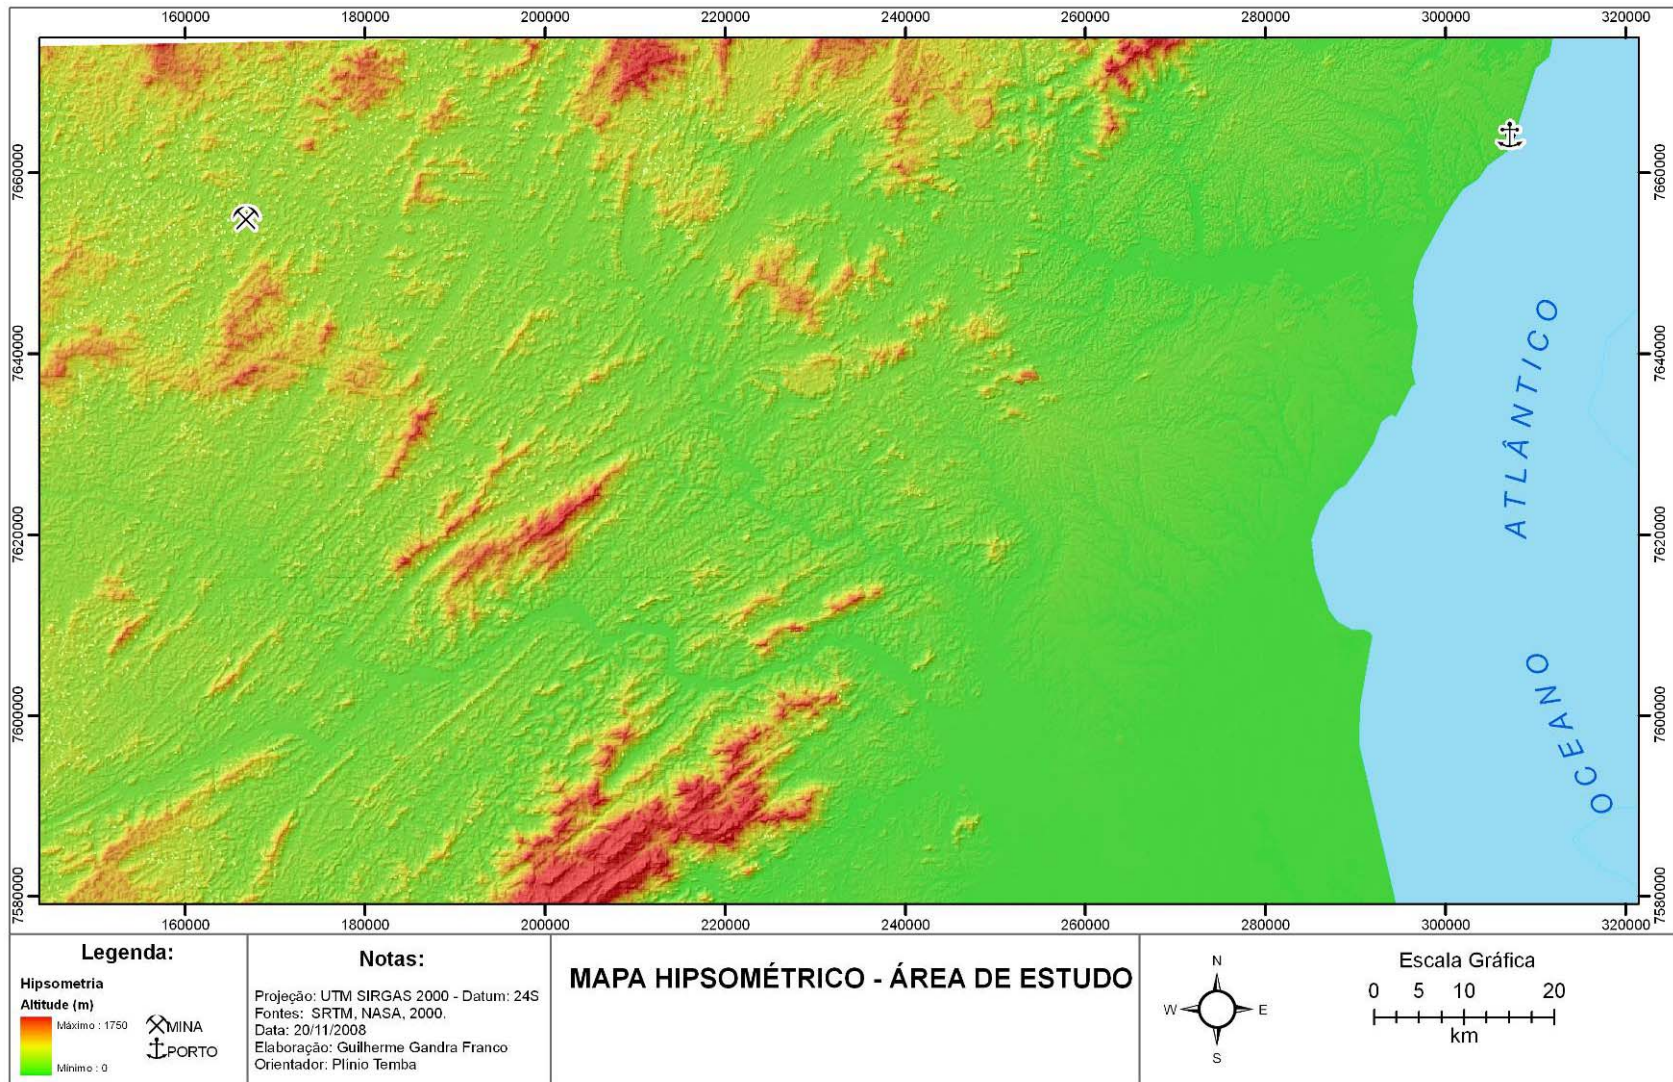 160000 180000 200000 220000 240000 260000 280000 300000 320000
7660000 7660000
7640000 7640000
7620000 7620000
7600000 7600000
7580000 7580000
OCEANO ATLÂNTICO
160000 180000 200000 220000 240000 260000 280000 300000 320000
Legenda:
Hipsometria
Altitude (m)
Máximo : 1750
Mínimo : 0
MINA
PORTO
Notas:
Projeção: UTM SIRGAS 2000 - Datum: 24S
Fontes: SRTM, NASA, 2000.
Data: 20/11/2008
Elaboração: Guilherme Gandra Franco
Orientador: Plínio Temba
MAPA HIPSOMÉTRICO - ÁREA DE ESTUDO
N
W E
S
Escala Gráfica
0 5 10 20
km